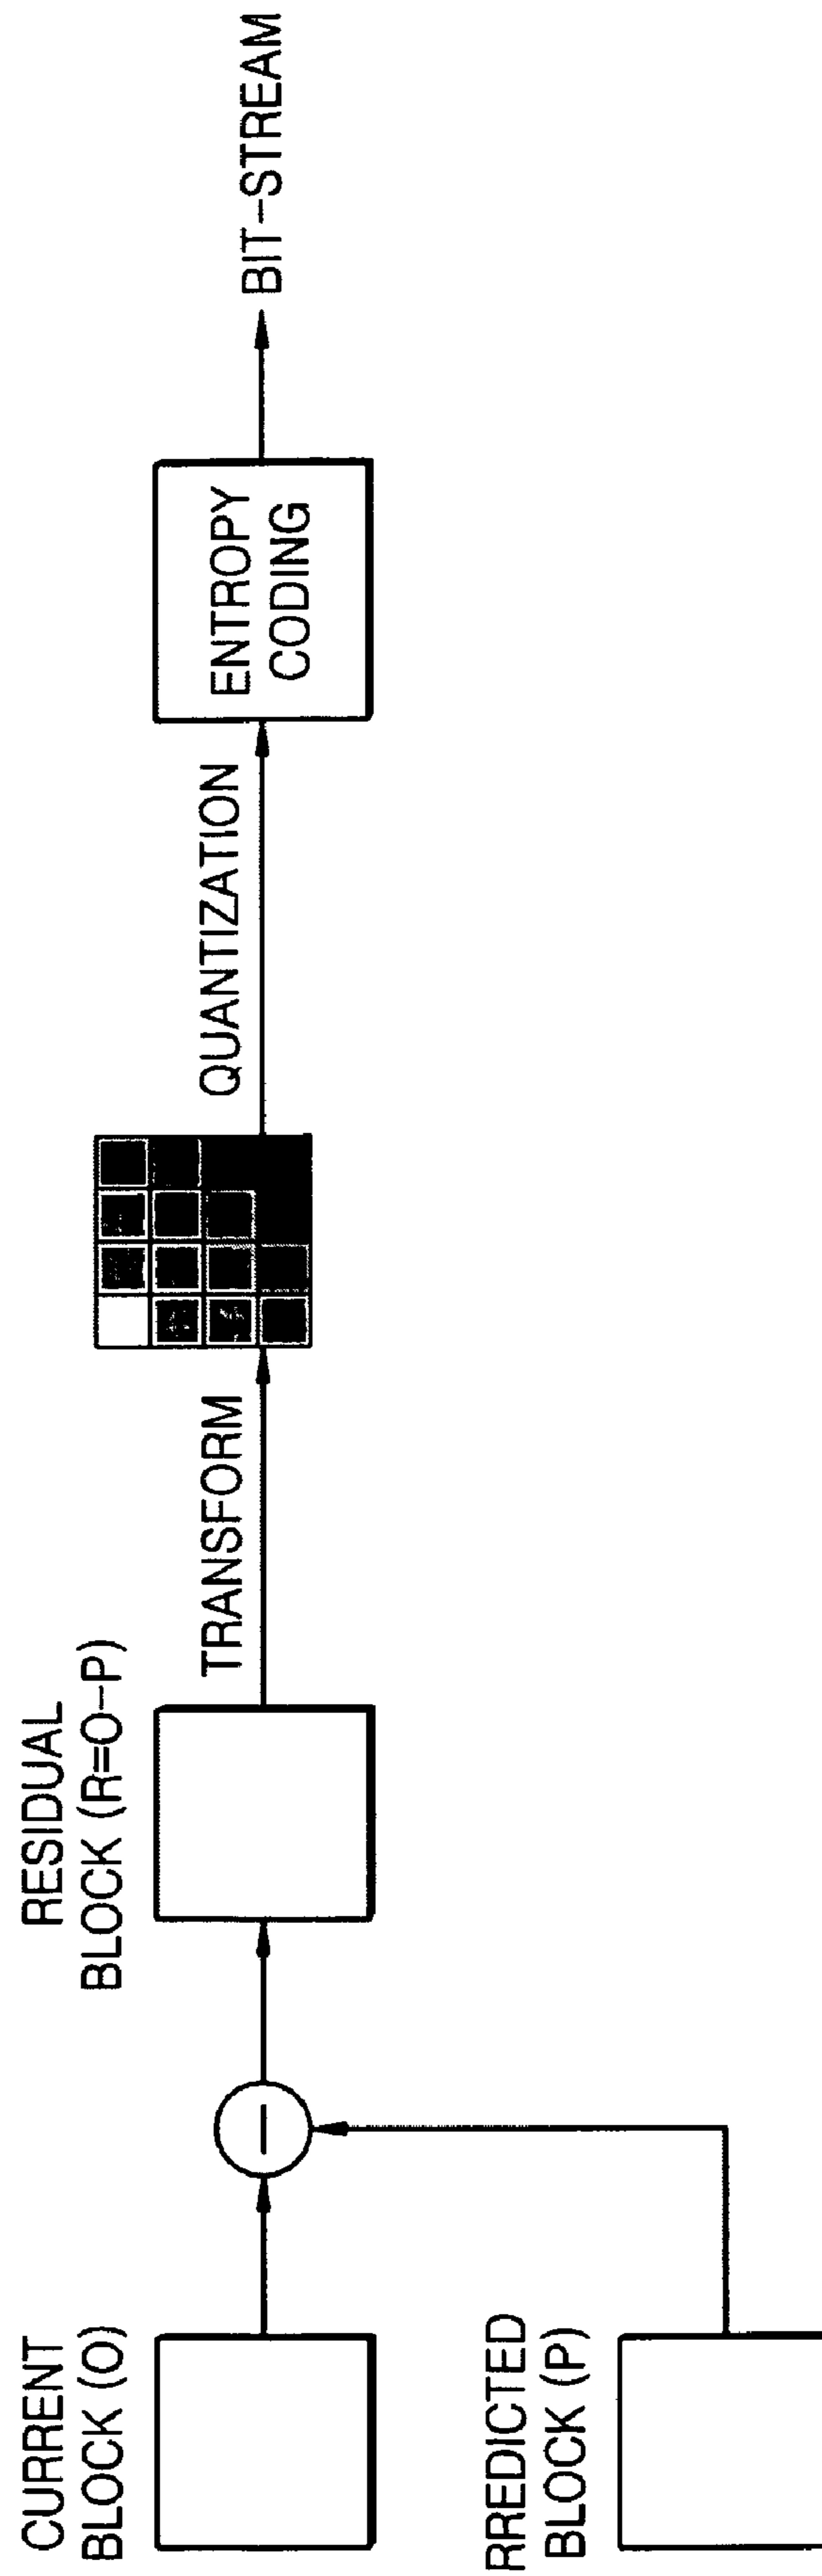 CURRENT
BLOCK (O)
RREDICTED
BLOCK (P)
RESIDUAL
BLOCK (R=O-P)
TRANSFORM
QUANTIZATION
ENTROPY
CODING
BIT-STREAM